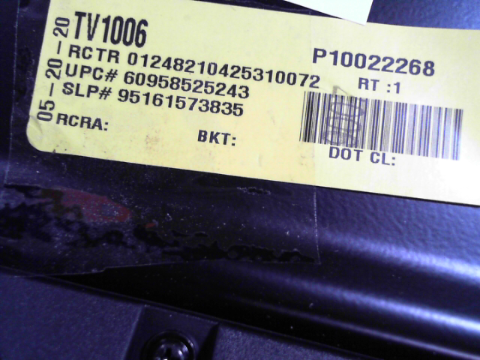 05-20-20
TV1006
P10022268
RCTR 01248210425310072
RT :1
UPC# 60958525243
SLP# 95161573835
RCRA:
BKT:
DOT CL: